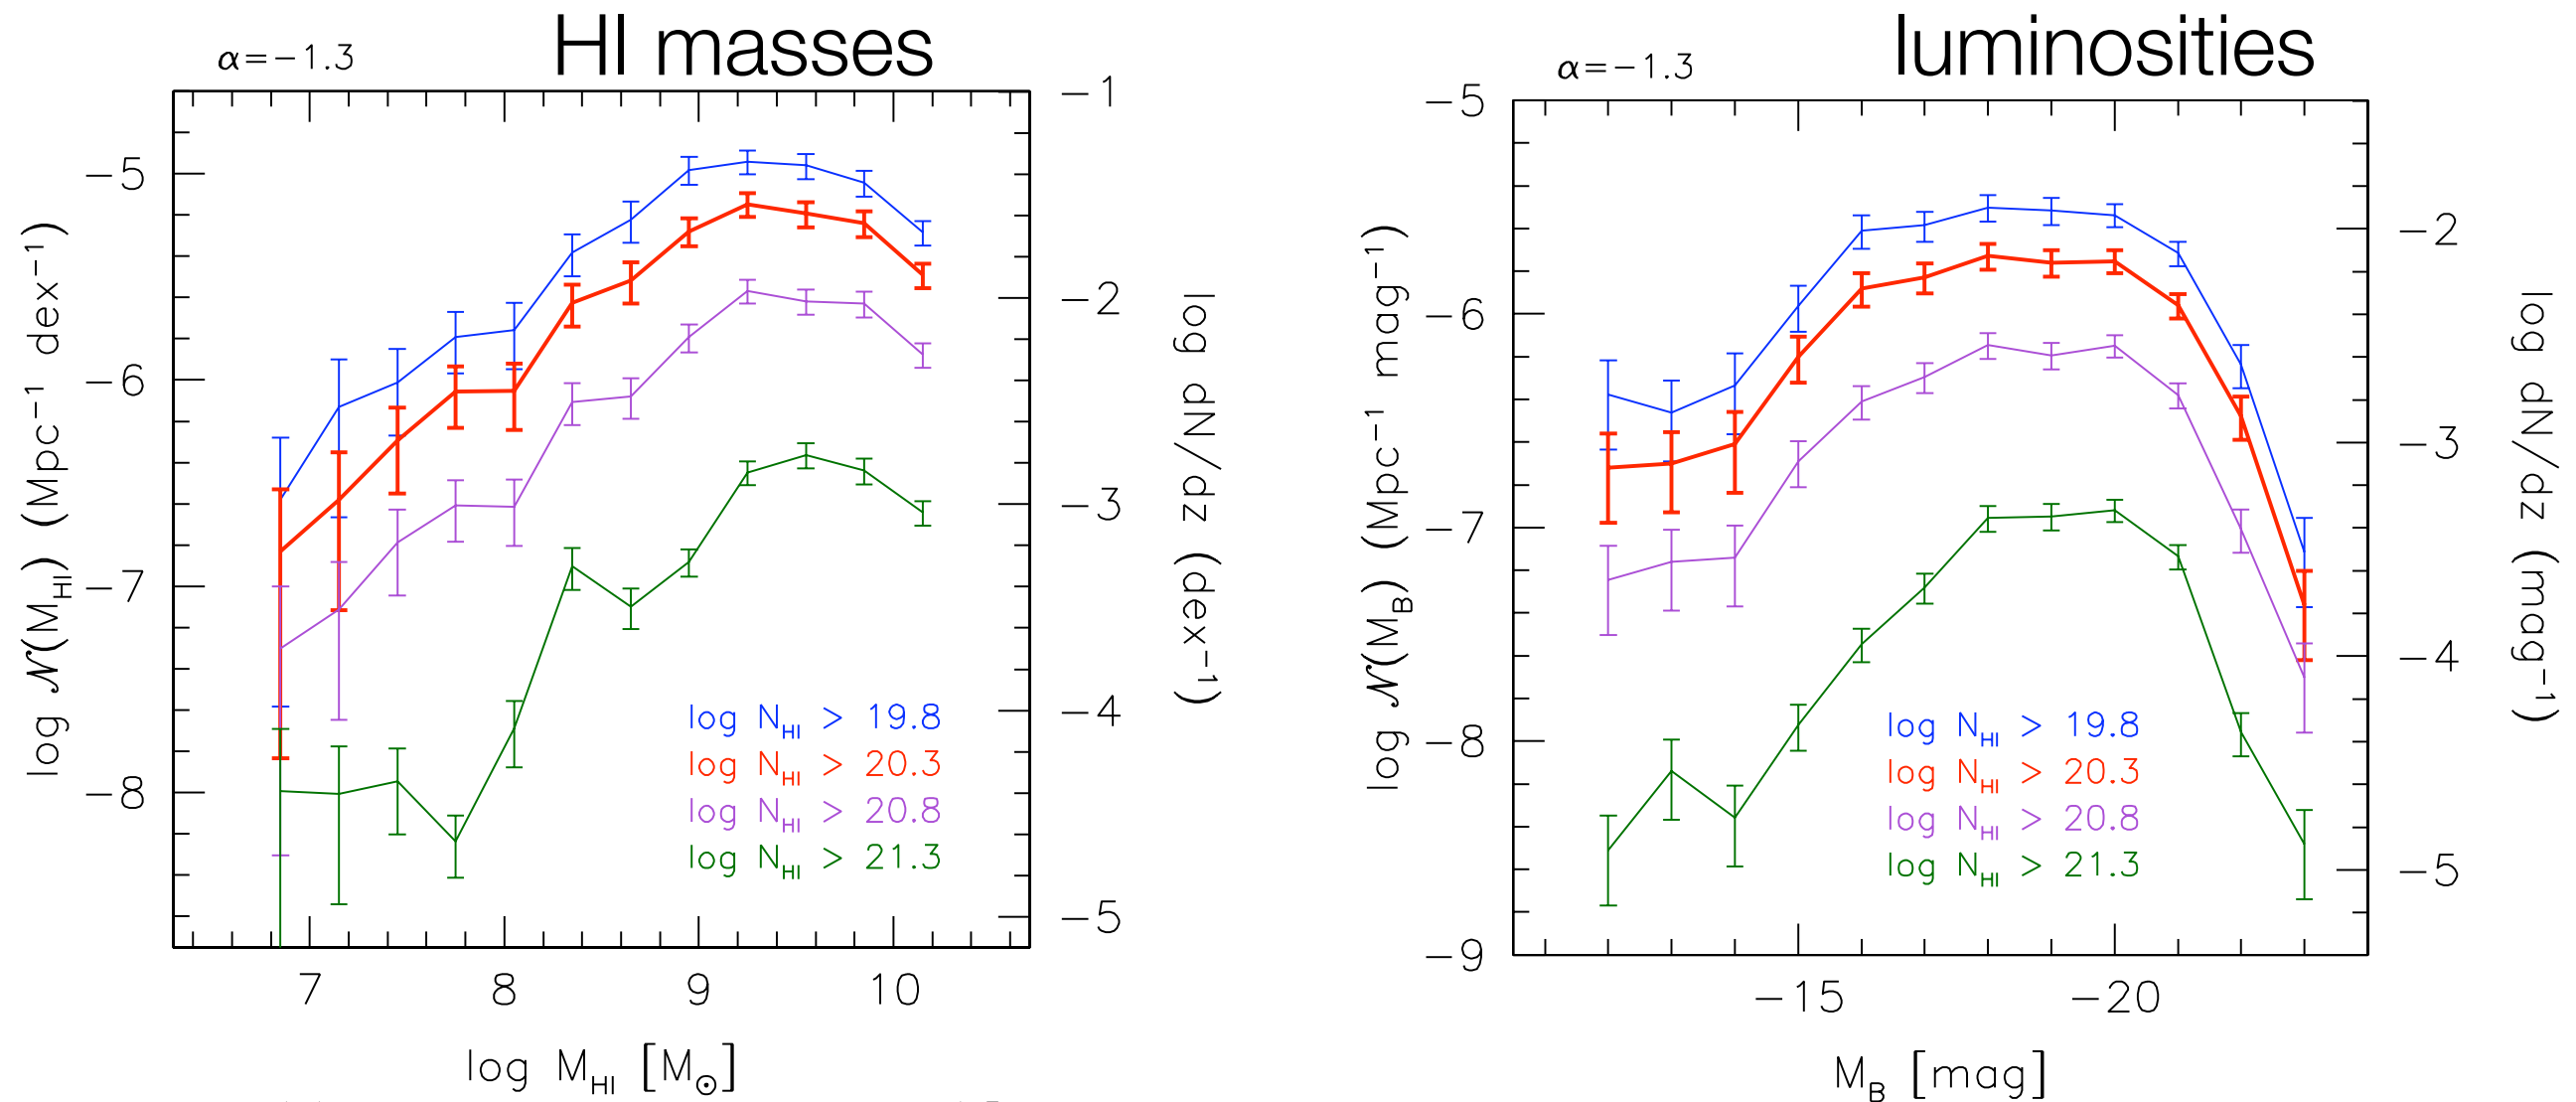 HI masses
α=−1.3
−1
−2
−3
−4
−5
−5
−6
−7
−8
log 𝒩(M_HI) (Mpc⁻¹ dex⁻¹)
log dN/dz (dex⁻¹)
log N_HI > 19.8
log N_HI > 20.3
log N_HI > 20.8
log N_HI > 21.3
7 8 9 10
log M_HI [M_⊙]
luminosities
α=−1.3
−5
−6
−7
−8
−9
−2
−3
−4
−5
log 𝒩(M_B) (Mpc⁻¹ mag⁻¹)
log dN/dz (mag⁻¹)
log N_HI > 19.8
log N_HI > 20.3
log N_HI > 20.8
log N_HI > 21.3
−15 −20
M_B [mag]